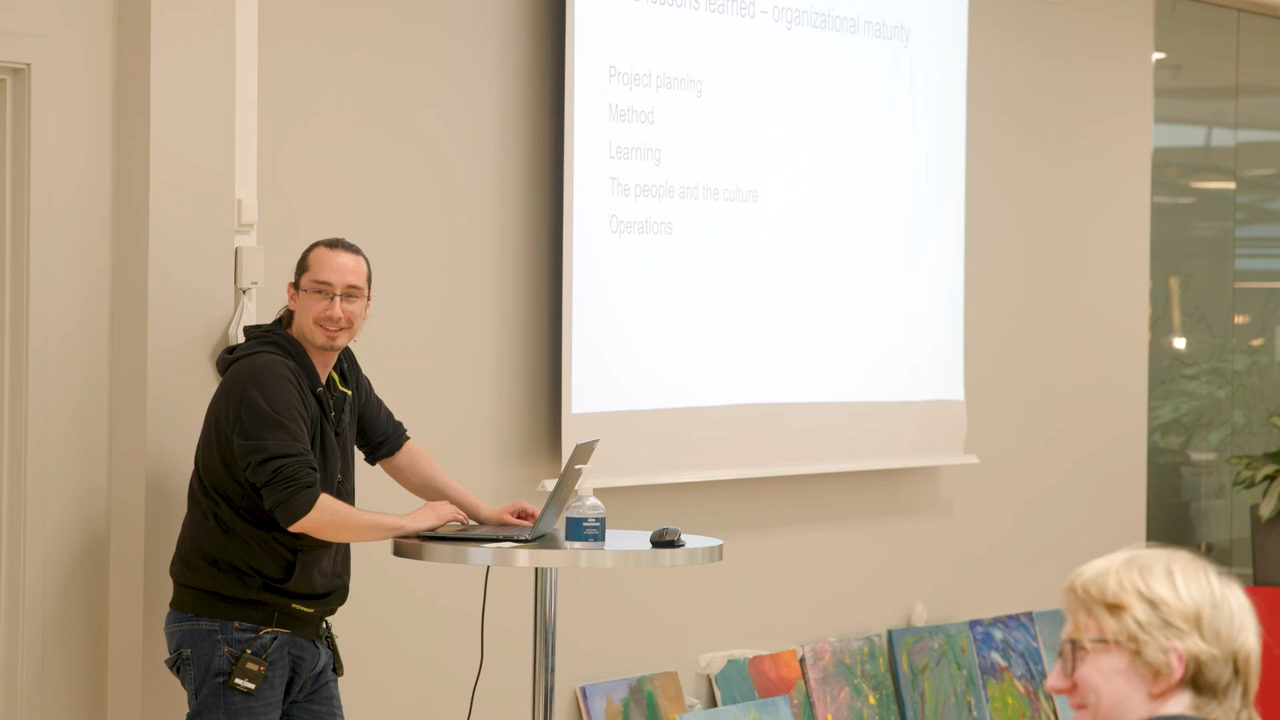 lessons learned – organizational maturity
Project planning
Method
Learning
The people and the culture
Operations